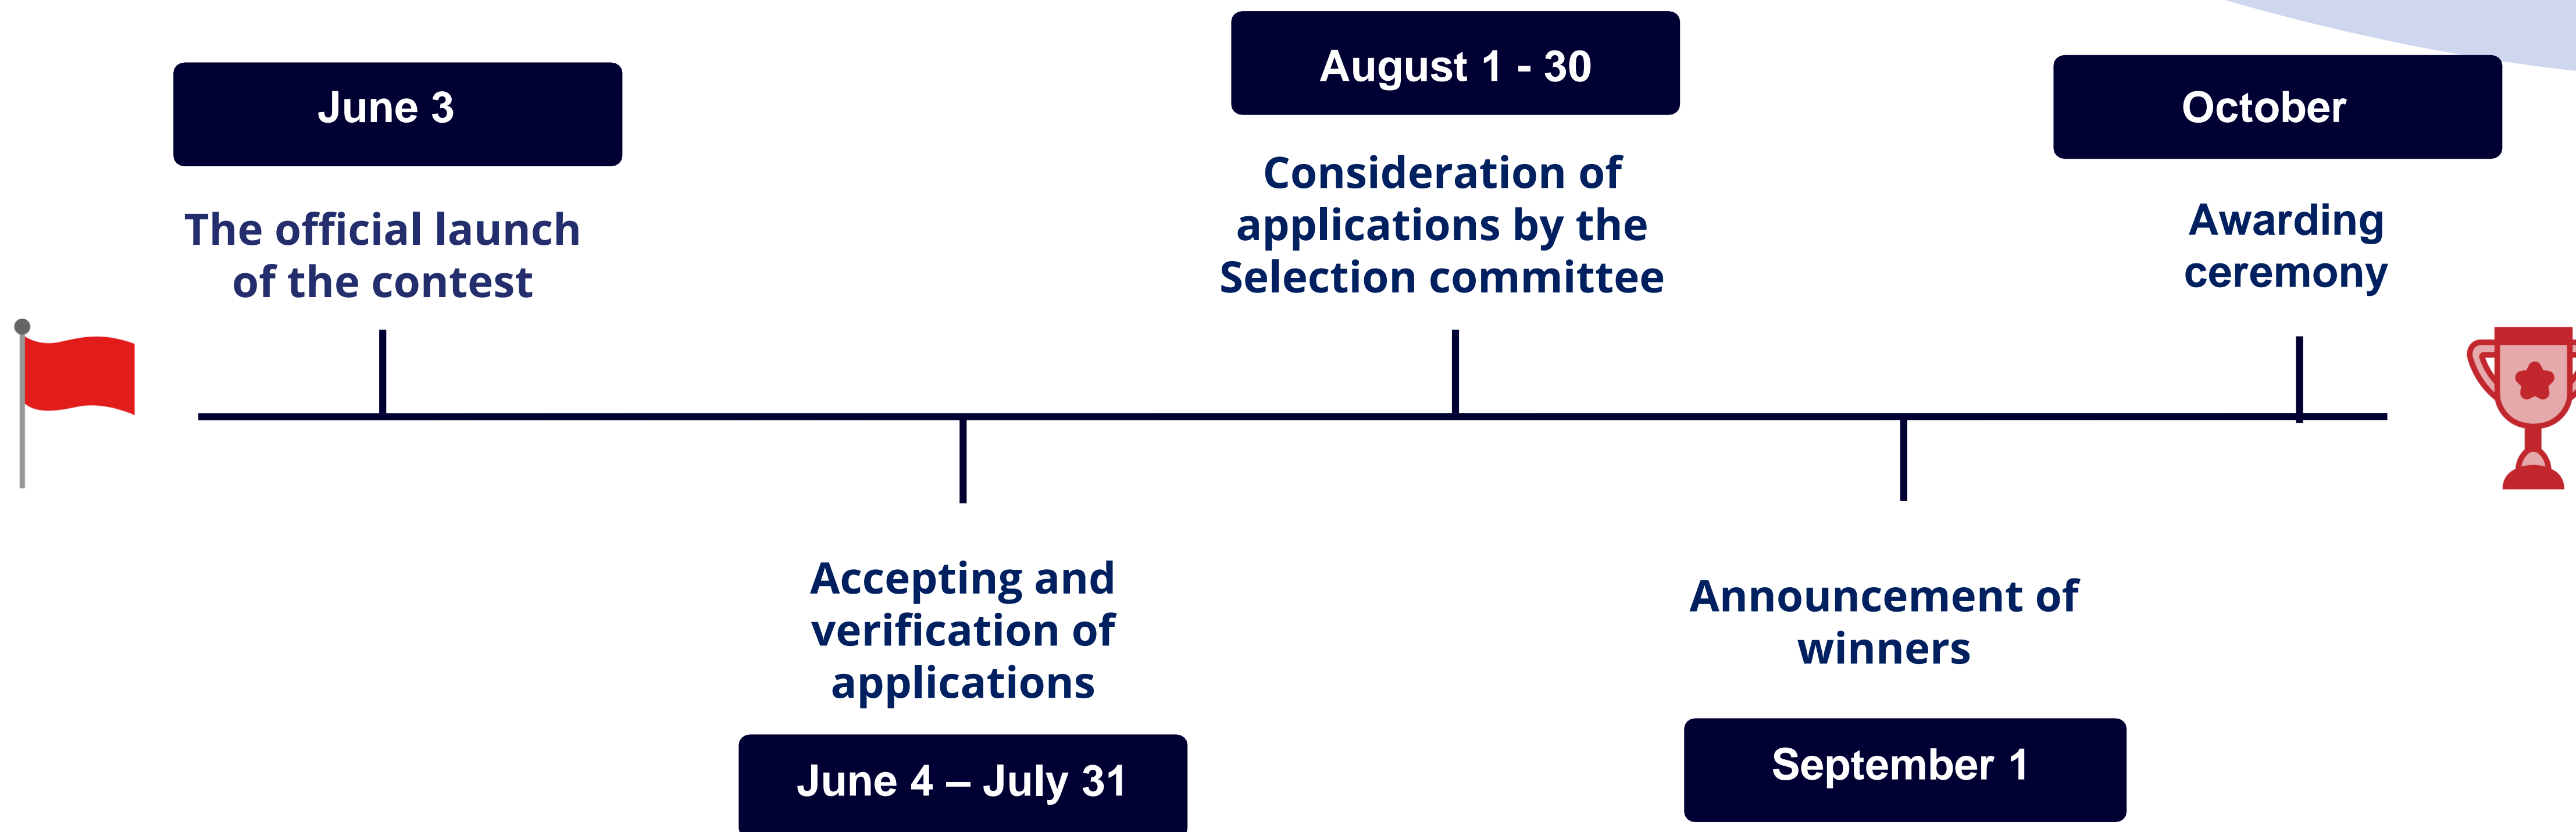 June 3
The official launch
of the contest
Accepting and
verification of
applications
June 4 – July 31
August 1 - 30
Consideration of
applications by the
Selection committee
Announcement of
winners
September 1
October
Awarding
ceremony